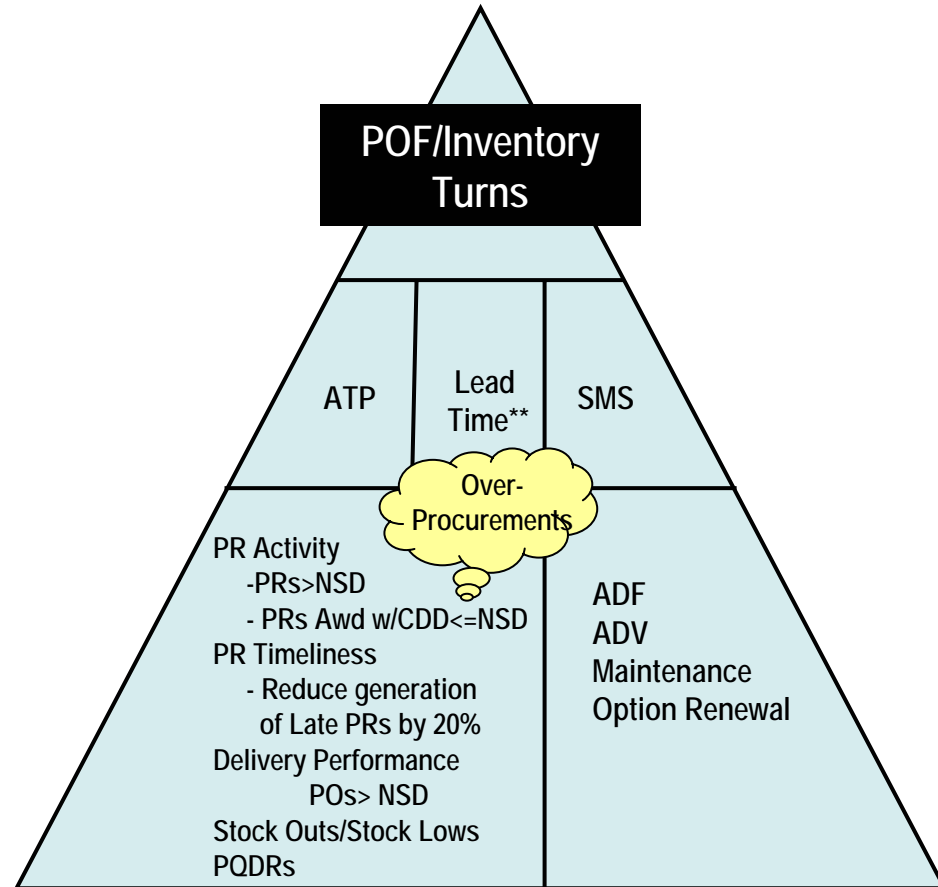 POF/Inventory
Turns
ATP
Lead
Time**
SMS
Over-
Procurements
PR Activity
-PRs>NSD
- PRs Awd w/CDD<=NSD
PR Timeliness
- Reduce generation
of Late PRs by 20%
Delivery Performance
POs> NSD
Stock Outs/Stock Lows
PQDRs
ADF
ADV
Maintenance
Option Renewal